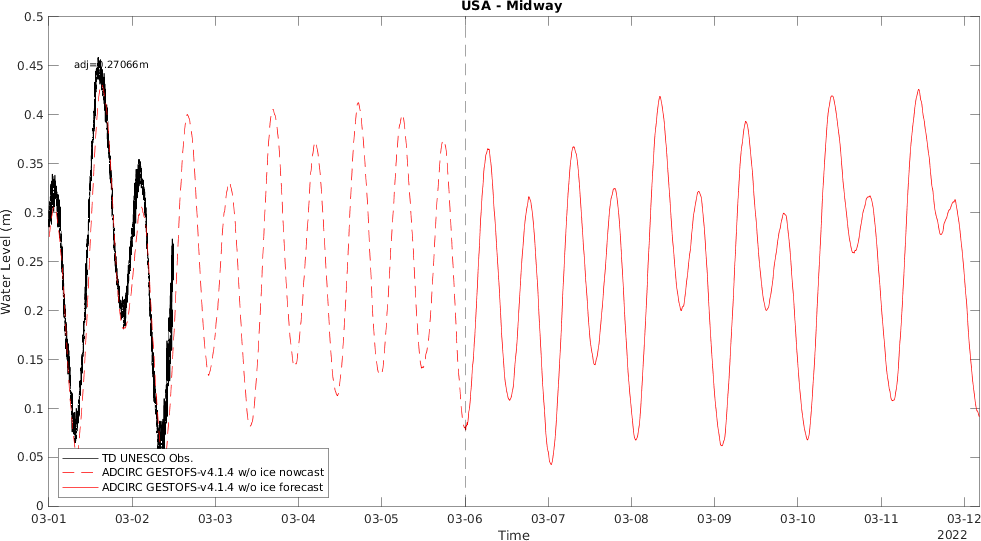 USA - Midway
0.5
0.45
0.4
0.35
0.3
0.25
0.2
0.15
0.1
0.05
0
Water Level (m)
adj=0.27066m
TD UNESCO Obs.
ADCIRC GESTOFS-v4.1.4 w/o ice nowcast
ADCIRC GESTOFS-v4.1.4 w/o ice forecast
03-01 03-02 03-03 03-04 03-05 03-06 03-07 03-08 03-09 03-10 03-11 03-12
Time
2022